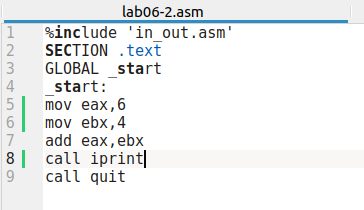 lab06-2.asm
1 %include 'in_out.asm'
2 SECTION .text
3 GLOBAL _start
4 _start:
5 mov eax,6
6 mov ebx,4
7 add eax,ebx
8 call iprint
9 call quit